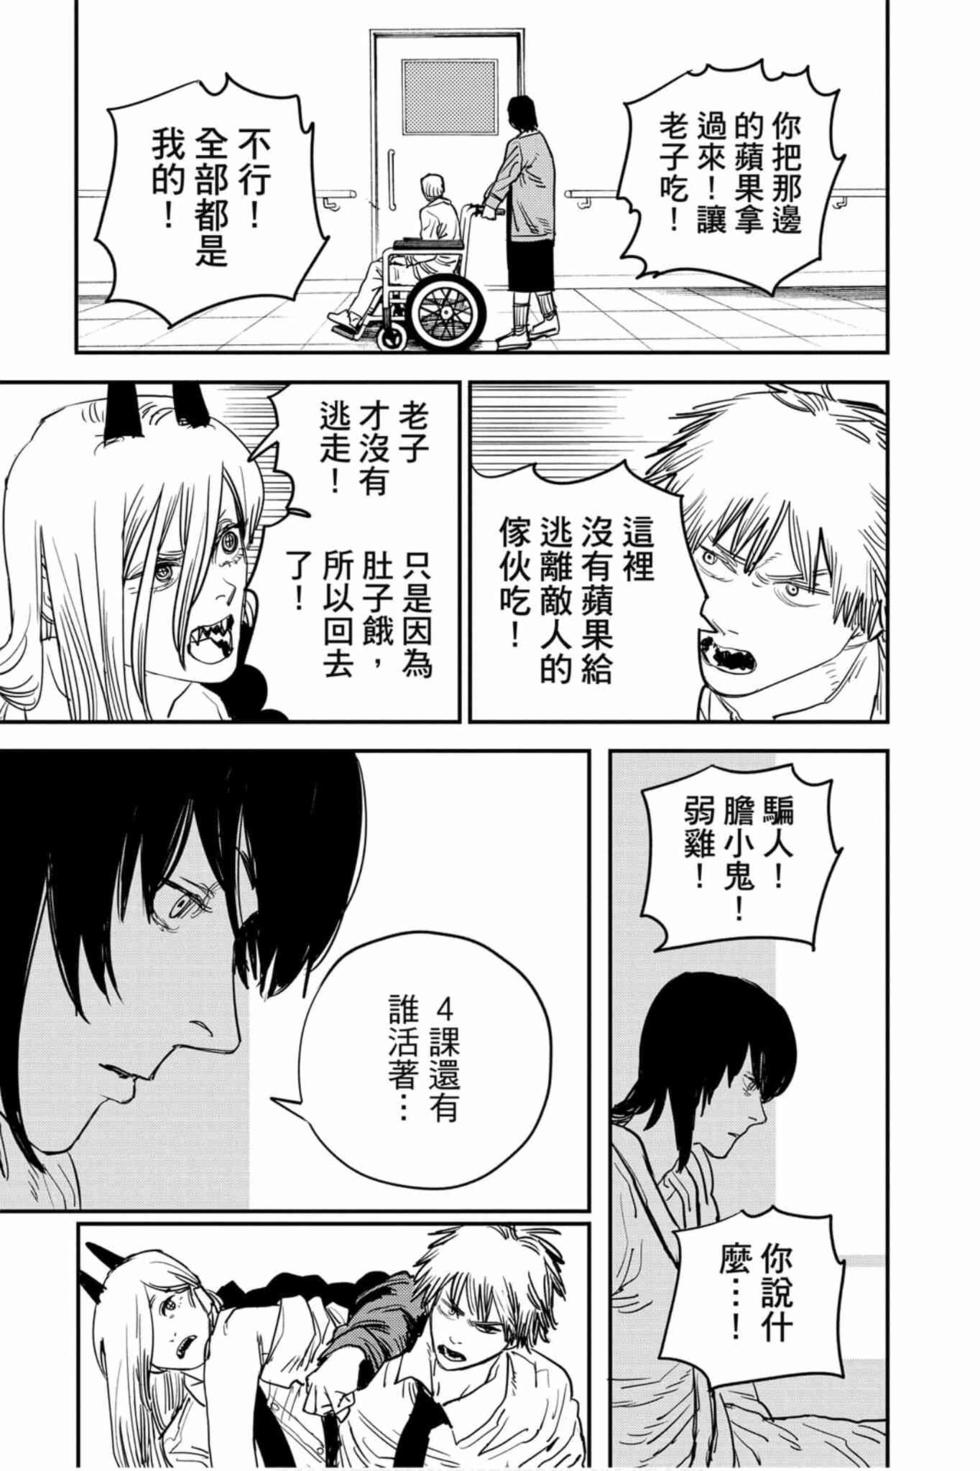 你把那邊
的蘋果拿
過來！讓
老子吃！
不行！
全部都是
我的！
這裡
沒有蘋果給
逃離敵人的
傢伙吃！
老子
才沒有
逃走！
只是因為
肚子餓，
所以回去
了！
騙人！
膽小鬼！
弱雞！
你說什
麼…！
4課還有
誰活著…